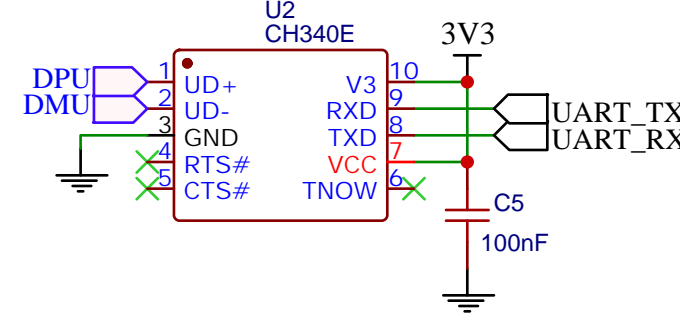 U2
CH340E
3V3
DPU 1 UD+ V3 10
DMU 2 UD- RXD 9 UART_TX
3 GND TXD 8 UART_RX
4 RTS# VCC 7
5 CTS# TNOW 6
C5
100nF